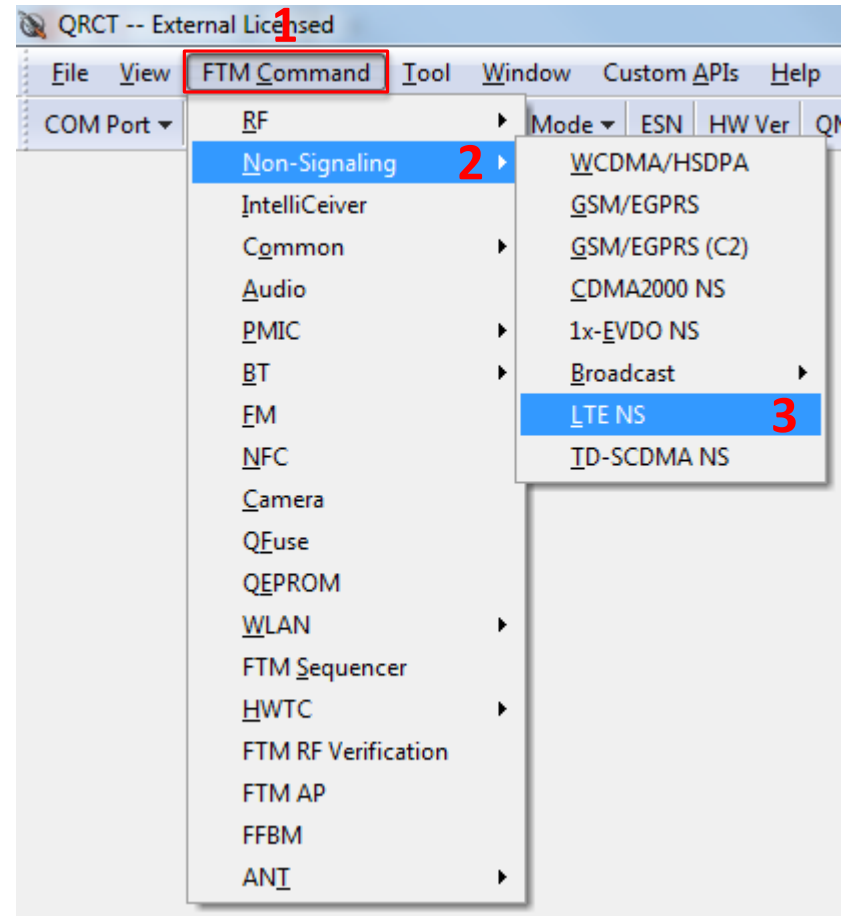 QRCT -- External Licensed
1
File View FTM Command Tool Window Custom APIs Help
COM Port Mode ESN HW Ver
RF
Non-Signaling 2
IntelliCeiver
Common
Audio
PMIC
BT
FM
NFC
Camera
QFuse
QEPROM
WLAN
FTM Sequencer
HWTC
FTM RF Verification
FTM AP
FFBM
ANT
WCDMA/HSDPA
GSM/EGPRS
GSM/EGPRS (C2)
CDMA2000 NS
1x-EVDO NS
Broadcast
LTE NS 3
TD-SCDMA NS